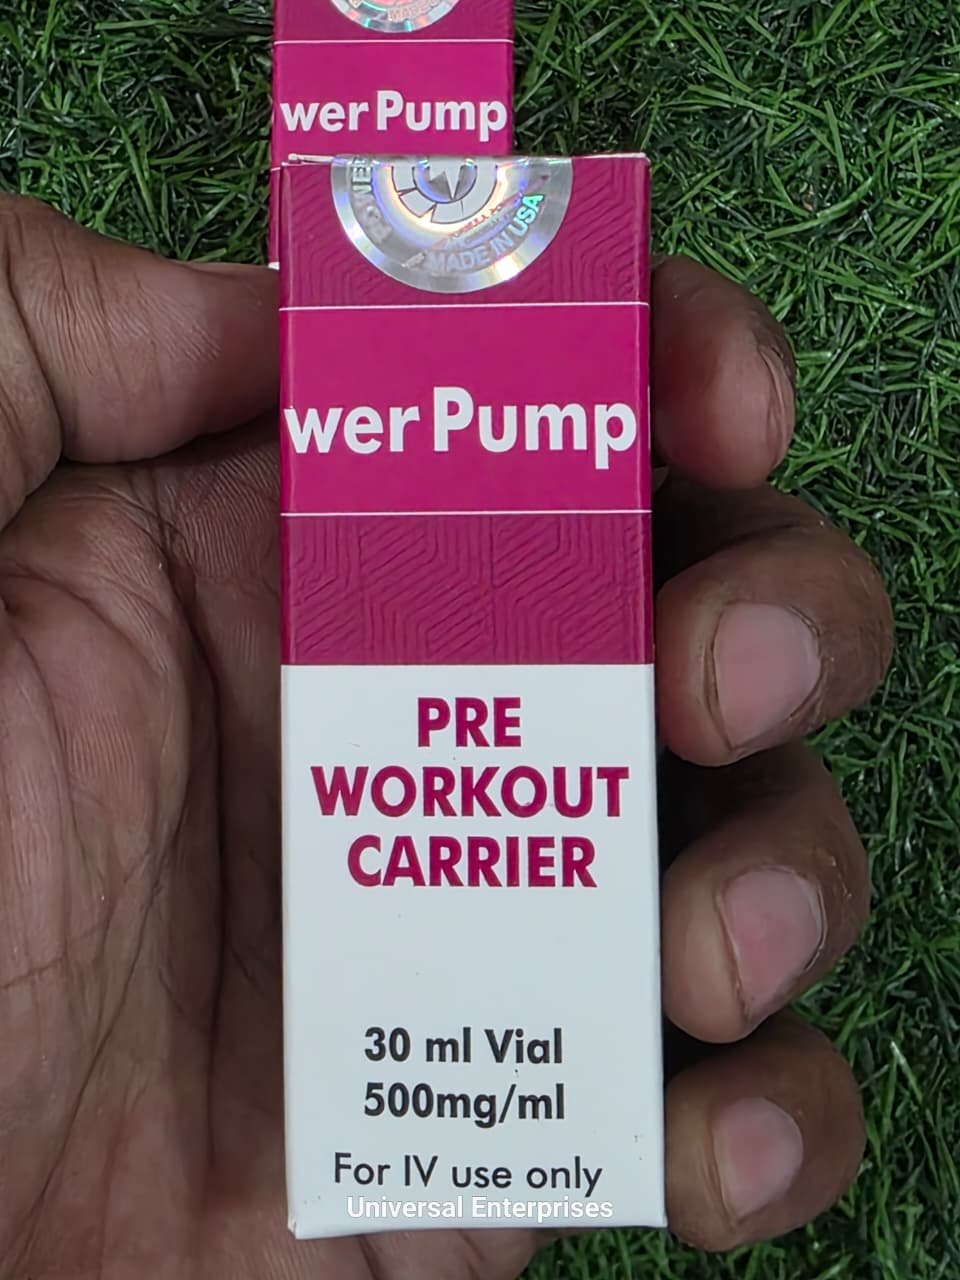 wer Pump
MADE IN USA
wer Pump
PRE
WORKOUT
CARRIER
30 ml Vial
500mg/ml
For IV use only
Universal Enterprises